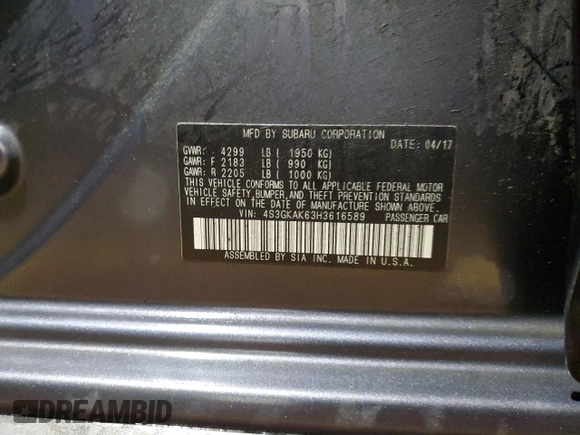 MFD BY SUBARU CORPORATION
GVWR: 4299 LB ( 1950 KG) DATE: 04/17
GAWR: F 2183 LB ( 990 KG)
GAWR: R 2205 LB ( 1000 KG)
THIS VEHICLE CONFORMS TO ALL APPLICABLE FEDERAL MOTOR
VEHICLE SAFETY, BUMPER, AND THEFT PREVENTION STANDARDS
IN EFFECT ON THE DATE OF MANUFACTURE SHOWN ABOVE.
VIN: 4S3GKAK63H3616589 PASSENGER CAR
ASSEMBLED BY SIA INC. MADE IN U.S.A.
DREAMBID